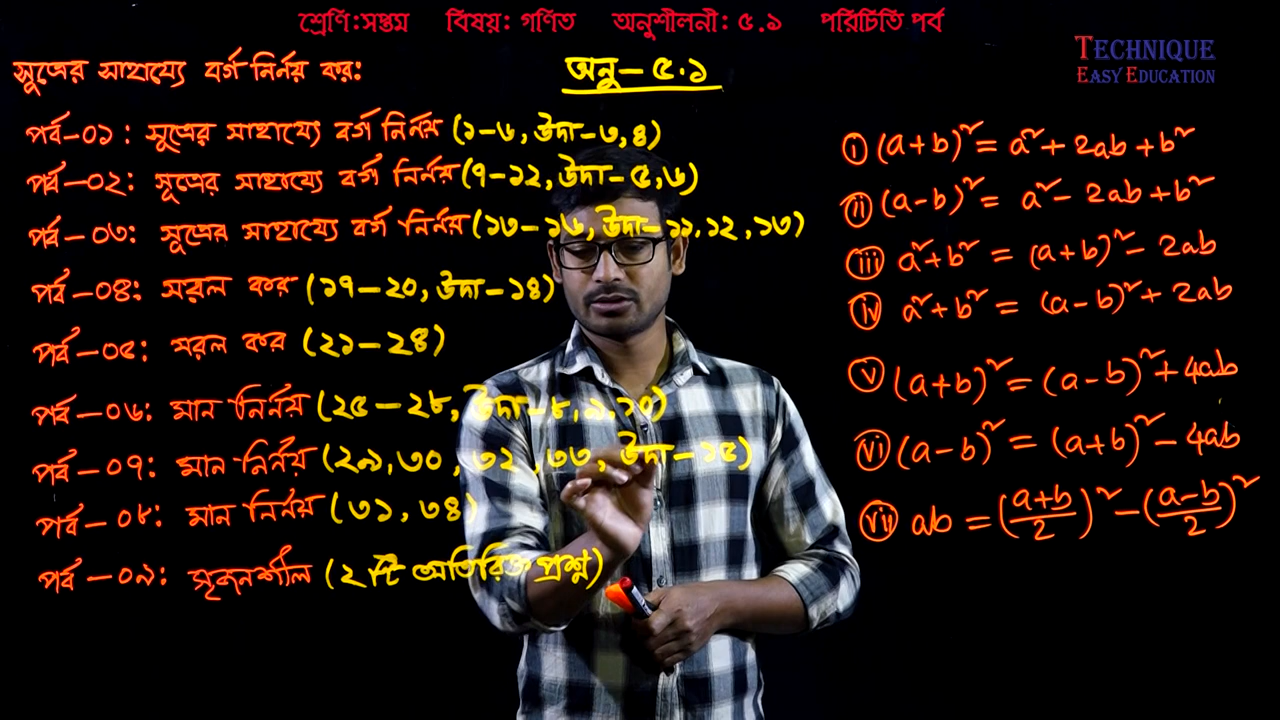 শ্রেণি:সপ্তম বিষয়: গণিত অনুশীলনী: ৫.১ পরিচিতি পর্ব
TECHNIQUE
EASY EDUCATION
সূত্রের সাহায্যে বর্গ নির্ণয় কর:
অনু-৫.১
পর্ব-০১: সূত্রের সাহায্যে বর্গ নির্ণয় (১-৬, উদা-৩,৪)
পর্ব-০২: সূত্রের সাহায্যে বর্গ নির্ণয় (৭-১২, উদা-৫,৬)
পর্ব-০৩: সূত্রের সাহায্যে বর্গ নির্ণয় (১৩-১৬, উদা-১১,১২,১৩)
পর্ব-০৪: সরল কর (১৭-২০, উদা-১৪)
পর্ব-০৫: সরল কর (২১-২৪)
পর্ব-০৬: মান নির্ণয় (২৫-২৮, উদা-৮,৯,১০)
পর্ব-০৭: মান নির্ণয় (২৯,৩০,৩২,৩৩, উদা-১৫)
পর্ব-০৮: মান নির্ণয় (৩১,৩৪)
পর্ব-০৯: সৃজনশীল (২টি অতিরিক্ত প্রশ্ন)
i (a+b)² = a² + 2ab + b²
ii (a-b)² = a² - 2ab + b²
iii a²+b² = (a+b)² - 2ab
iv a²+b² = (a-b)² + 2ab
v (a+b)² = (a-b)² + 4ab
vi (a-b)² = (a+b)² - 4ab
vii ab = ((a+b)/2)² - ((a-b)/2)²